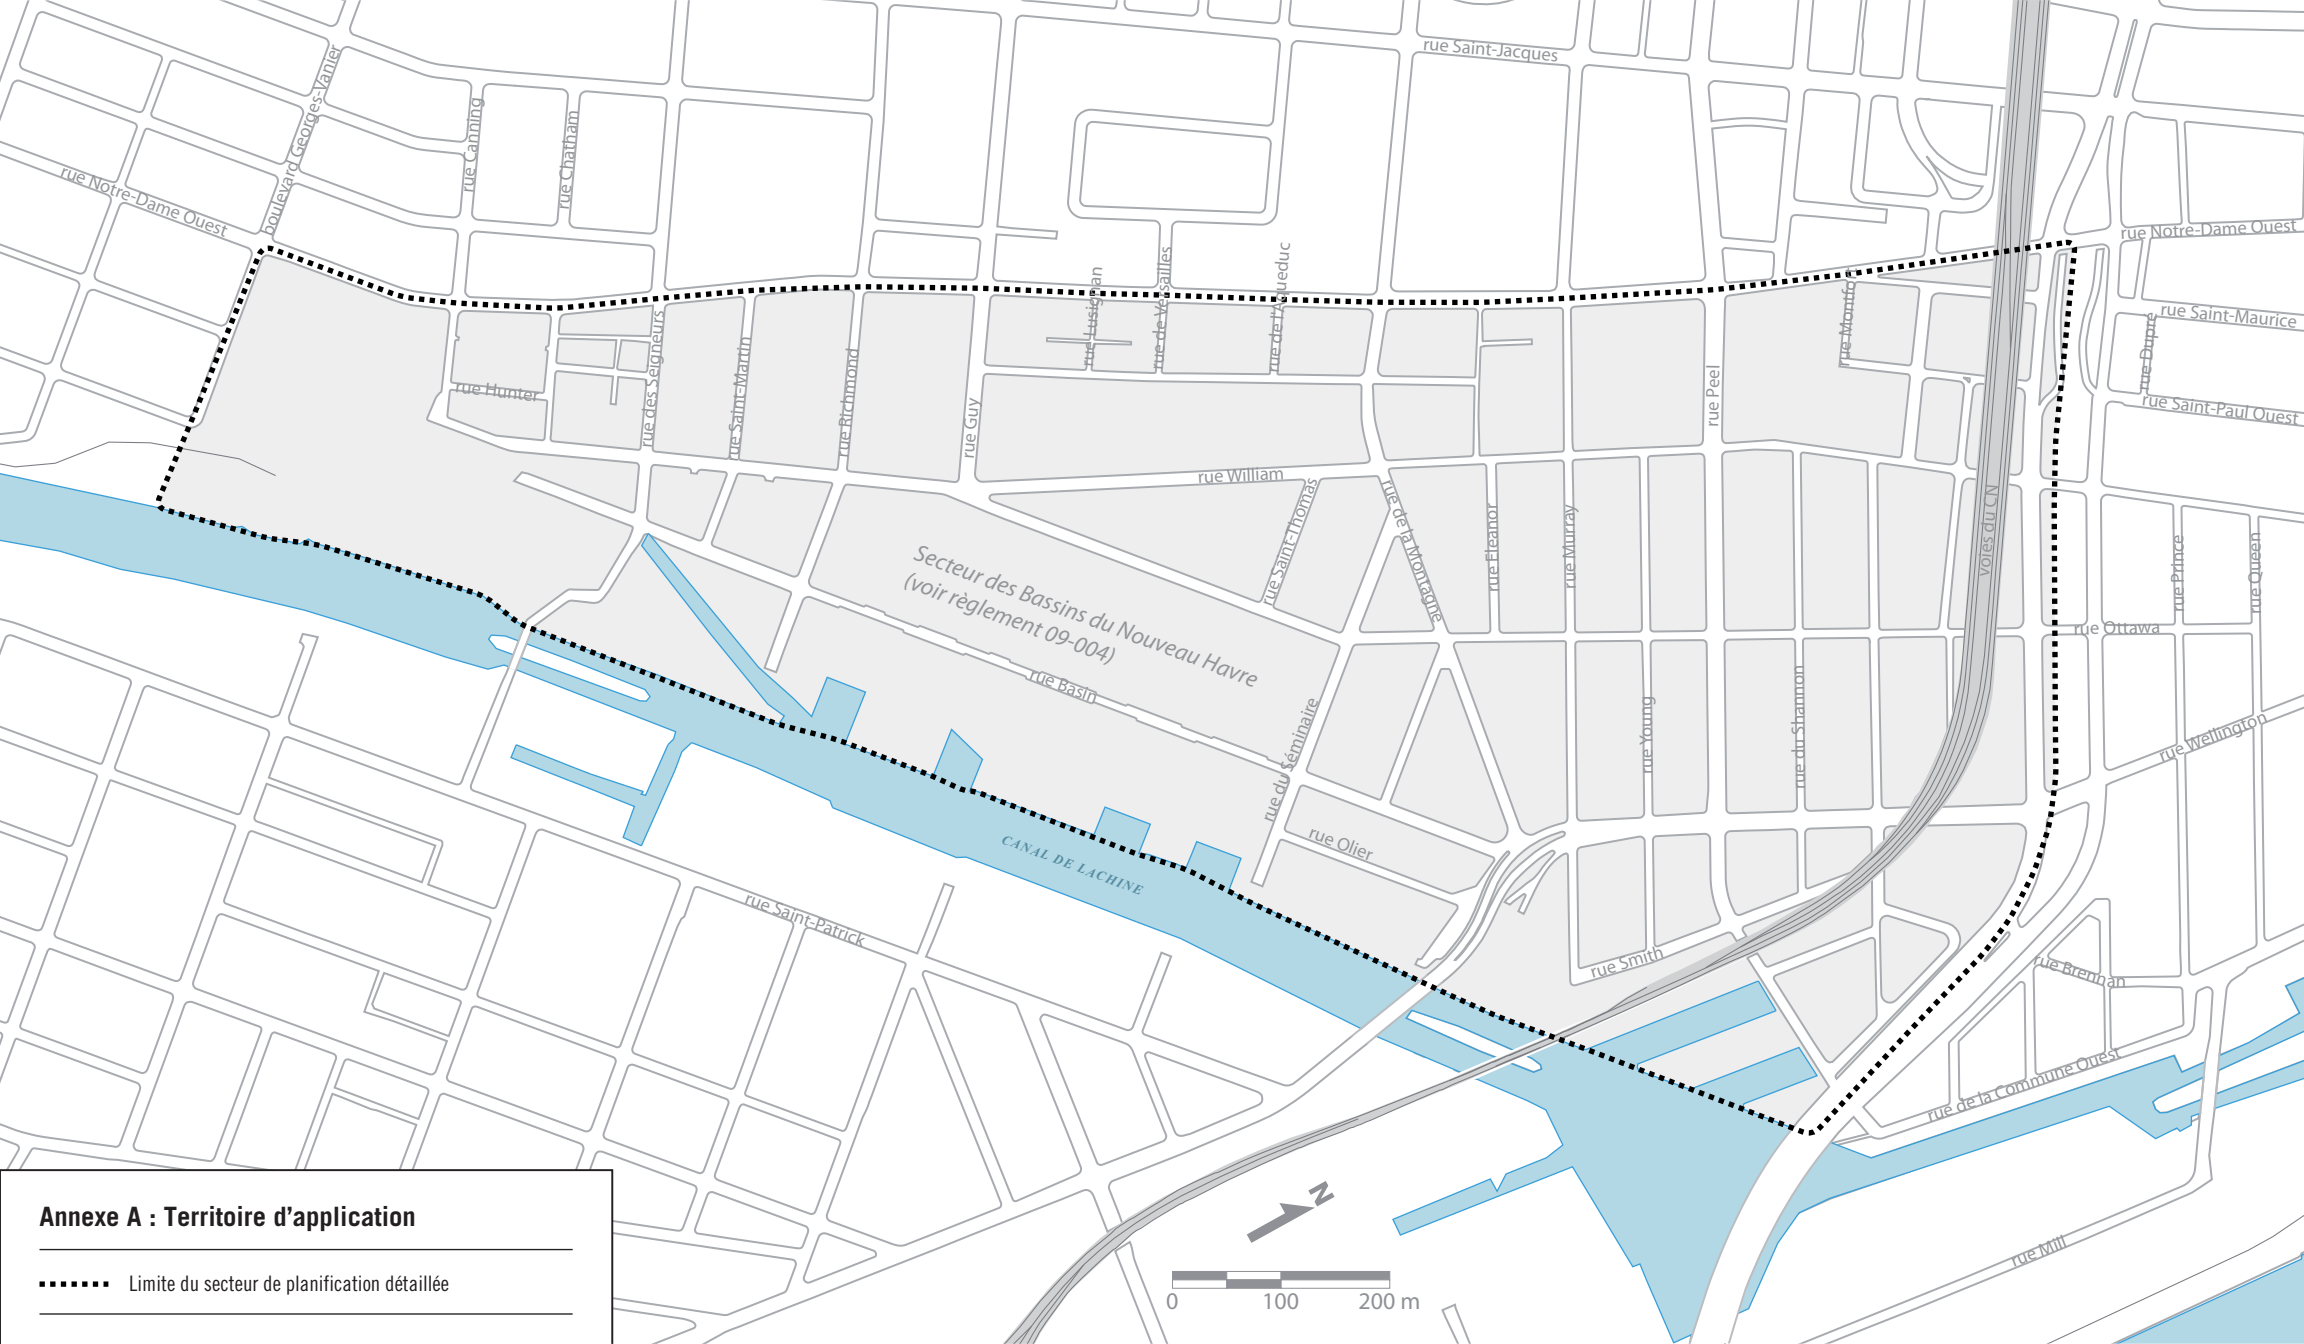 rue Saint-Jacques
boulevard Georges-Vanier
rue Canning
rue Chatham
rue Notre-Dame Ouest
rue Notre-Dame Ouest
rue Lusignan
rue de Versailles
rue de l'Aqueduc
rue Montfort
rue Saint-Maurice
rue Dupré
rue Saint-Paul Ouest
rue Hunter
rue des Seigneurs
rue Saint-Martin
rue Richmond
rue Guy
rue Peel
rue William
rue Saint-Thomas
rue de la Montagne
rue Eleanor
rue Murray
voies du CN
rue Prince
rue Queen
Secteur des Bassins du Nouveau Havre
(voir règlement 09-004)
rue Ottawa
rue Basin
rue du Séminaire
rue Young
rue du Shannon
rue Wellington
CANAL DE LACHINE
rue Olier
rue Saint-Patrick
rue Smith
rue Brennan
rue de la Commune Ouest
rue Mill
N
0 100 200 m
Annexe A : Territoire d’application
Limite du secteur de planification détaillée